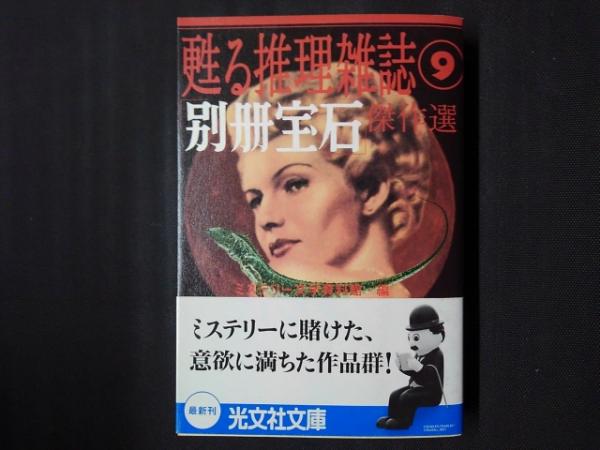 甦る推理雑誌⑨
別冊宝石
傑作選
ミステリー文学資料館 編
ミステリーに賭けた、
意欲に満ちた作品群!
最新刊
光文社文庫